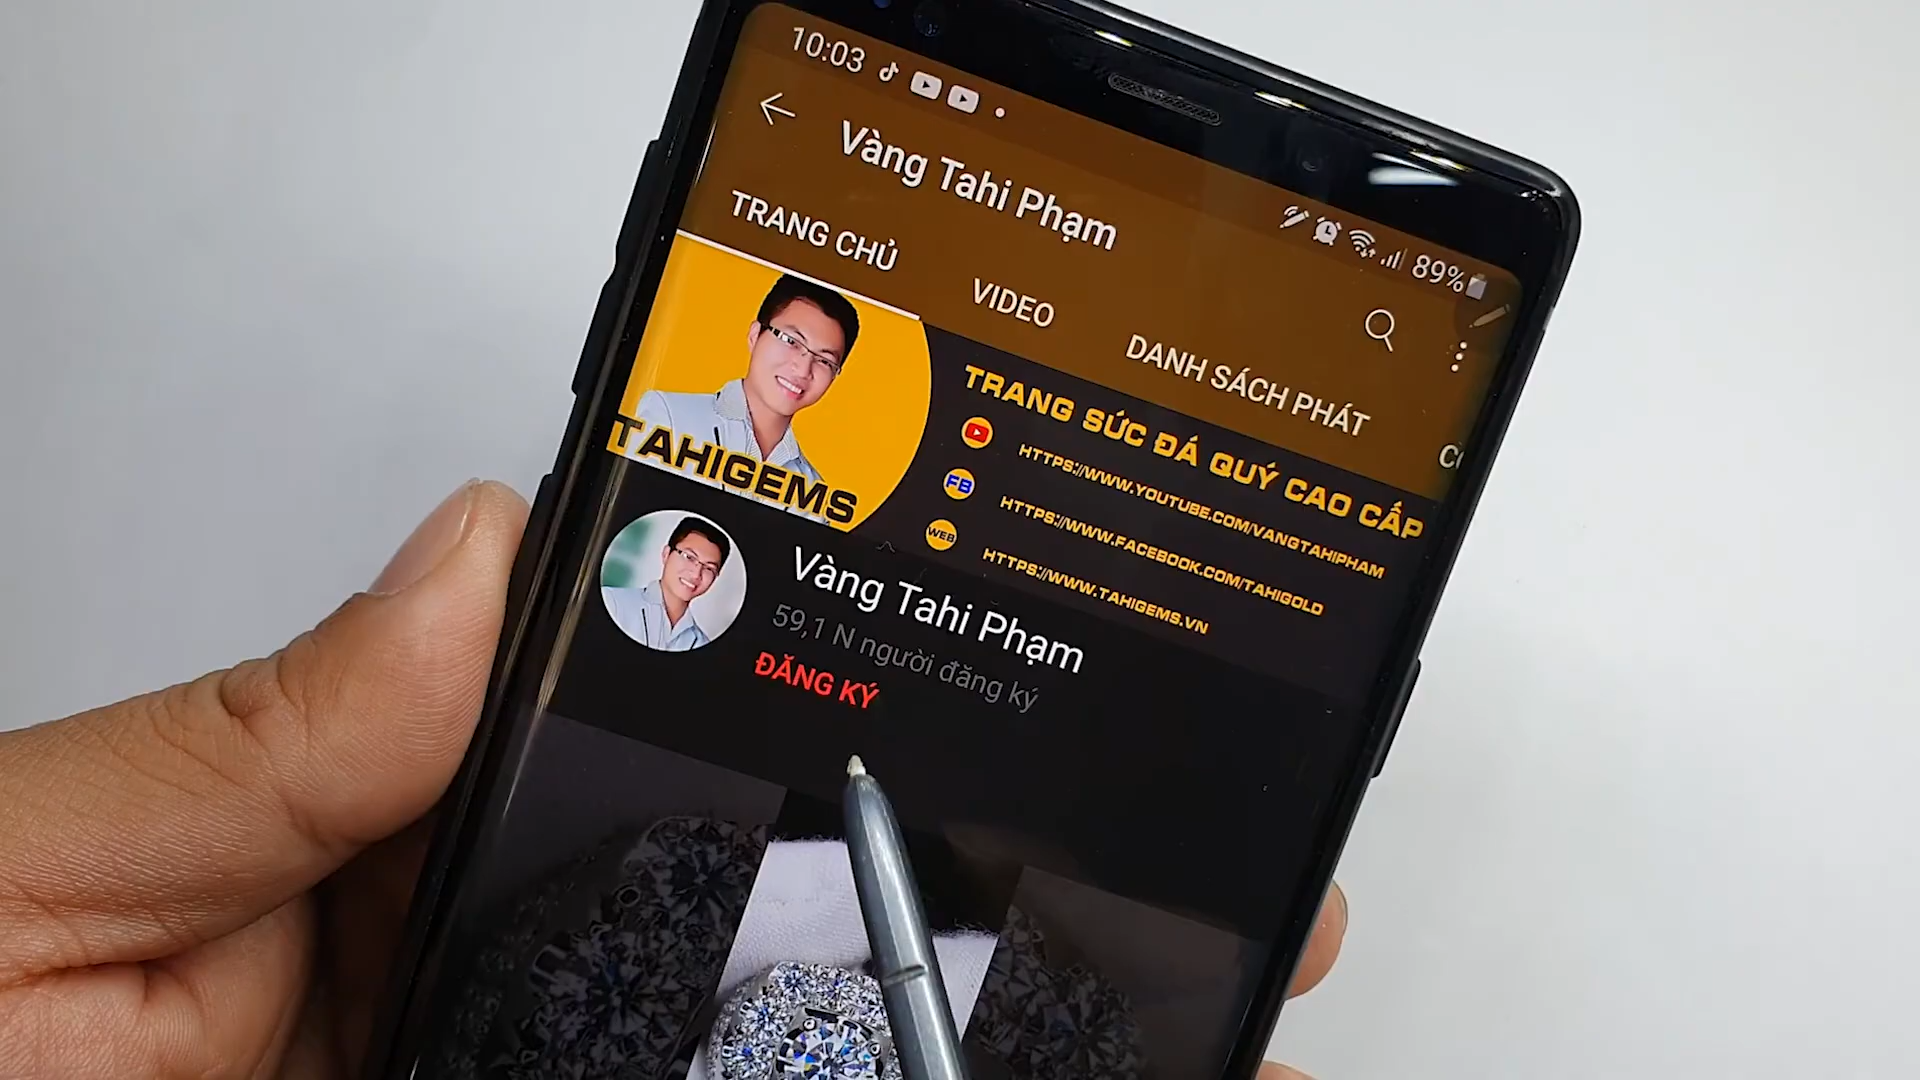 10:03
89%
Vàng Tahi Phạm
TRANG CHỦ
VIDEO
DANH SÁCH PHÁT
TAHIGEMS
TRANG SỨC ĐÁ QUÝ CAO CẤP
HTTPS://WWW.YOUTUBE.COM/VANGTAHIPHAM
FB
HTTPS://WWW.FACEBOOK.COM/TAHIGOLD
WEB
HTTPS://WWW.TAHIGEMS.VN
Vàng Tahi Phạm
59,1 N người đăng ký
ĐĂNG KÝ